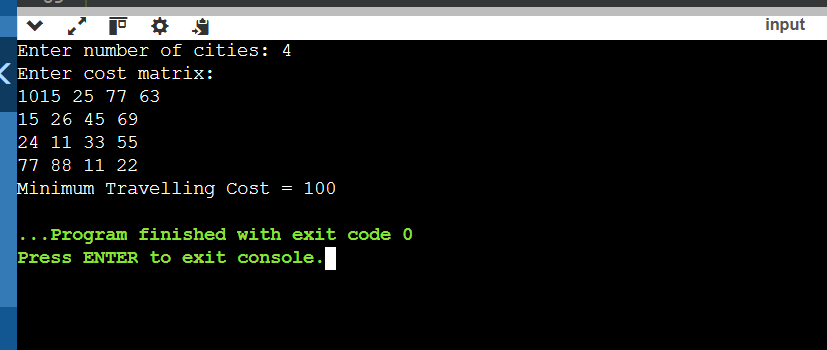 input
Enter number of cities: 4
Enter cost matrix:
1015 25 77 63
15 26 45 69
24 11 33 55
77 88 11 22
Minimum Travelling Cost = 100
...Program finished with exit code 0
Press ENTER to exit console.